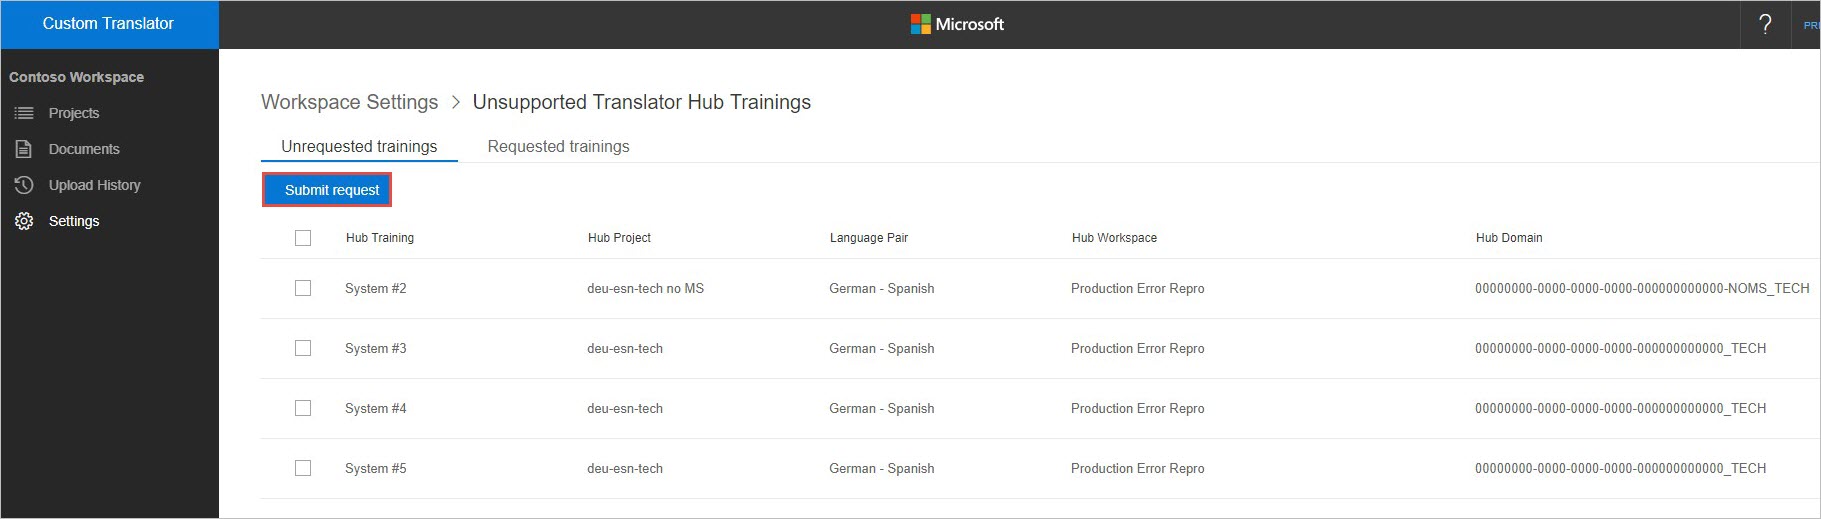 Custom Translator
Microsoft
?
PRI
Contoso Workspace
Projects
Documents
Upload History
Settings
Workspace Settings > Unsupported Translator Hub Trainings
Unrequested trainings Requested trainings
Submit request
Hub Training Hub Project Language Pair Hub Workspace Hub Domain
System #2 deu-esn-tech no MS German - Spanish Production Error Repro 00000000-0000-0000-0000-000000000000-NOMS_TECH
System #3 deu-esn-tech German - Spanish Production Error Repro 00000000-0000-0000-0000-000000000000_TECH
System #4 deu-esn-tech German - Spanish Production Error Repro 00000000-0000-0000-0000-000000000000_TECH
System #5 deu-esn-tech German - Spanish Production Error Repro 00000000-0000-0000-0000-000000000000_TECH